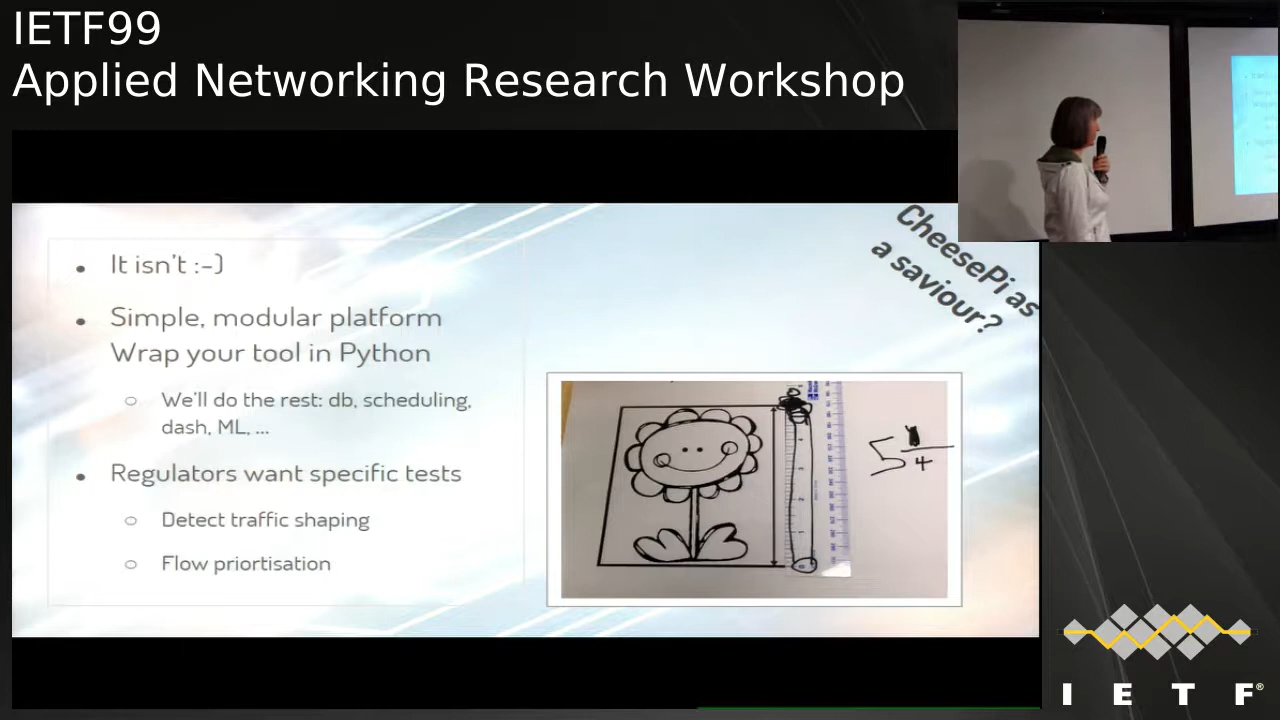 IETF99
Applied Networking Research Workshop
CheesePi as
a saviour?
• It isn't :-)
• Simple, modular platform
Wrap your tool in Python
○ We'll do the rest: db, scheduling,
dash, ML, ...
• Regulators want specific tests
○ Detect traffic shaping
○ Flow priortisation
5
4
I E T F®